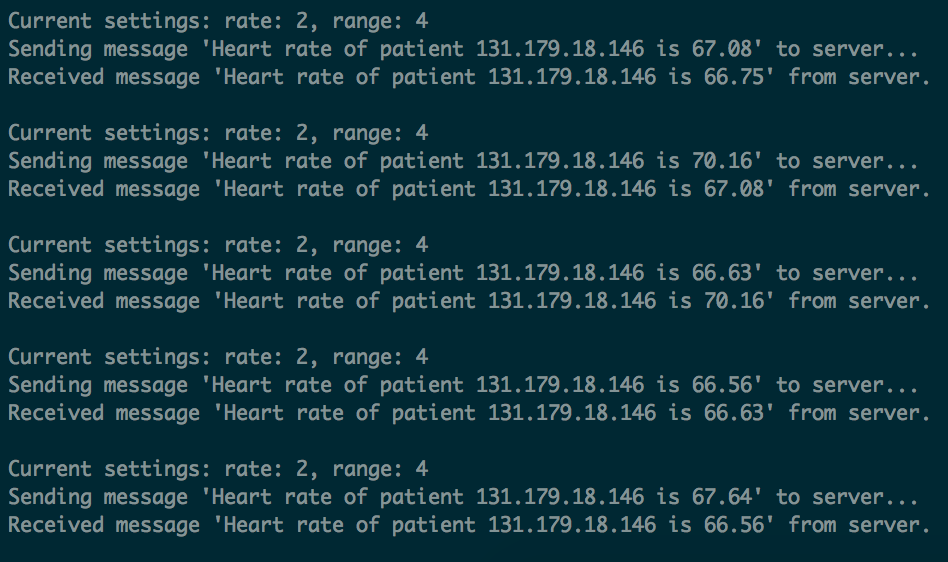 Current settings: rate: 2, range: 4
Sending message 'Heart rate of patient 131.179.18.146 is 67.08' to server...
Received message 'Heart rate of patient 131.179.18.146 is 66.75' from server.
Current settings: rate: 2, range: 4
Sending message 'Heart rate of patient 131.179.18.146 is 70.16' to server...
Received message 'Heart rate of patient 131.179.18.146 is 67.08' from server.
Current settings: rate: 2, range: 4
Sending message 'Heart rate of patient 131.179.18.146 is 66.63' to server...
Received message 'Heart rate of patient 131.179.18.146 is 70.16' from server.
Current settings: rate: 2, range: 4
Sending message 'Heart rate of patient 131.179.18.146 is 66.56' to server...
Received message 'Heart rate of patient 131.179.18.146 is 66.63' from server.
Current settings: rate: 2, range: 4
Sending message 'Heart rate of patient 131.179.18.146 is 67.64' to server...
Received message 'Heart rate of patient 131.179.18.146 is 66.56' from server.